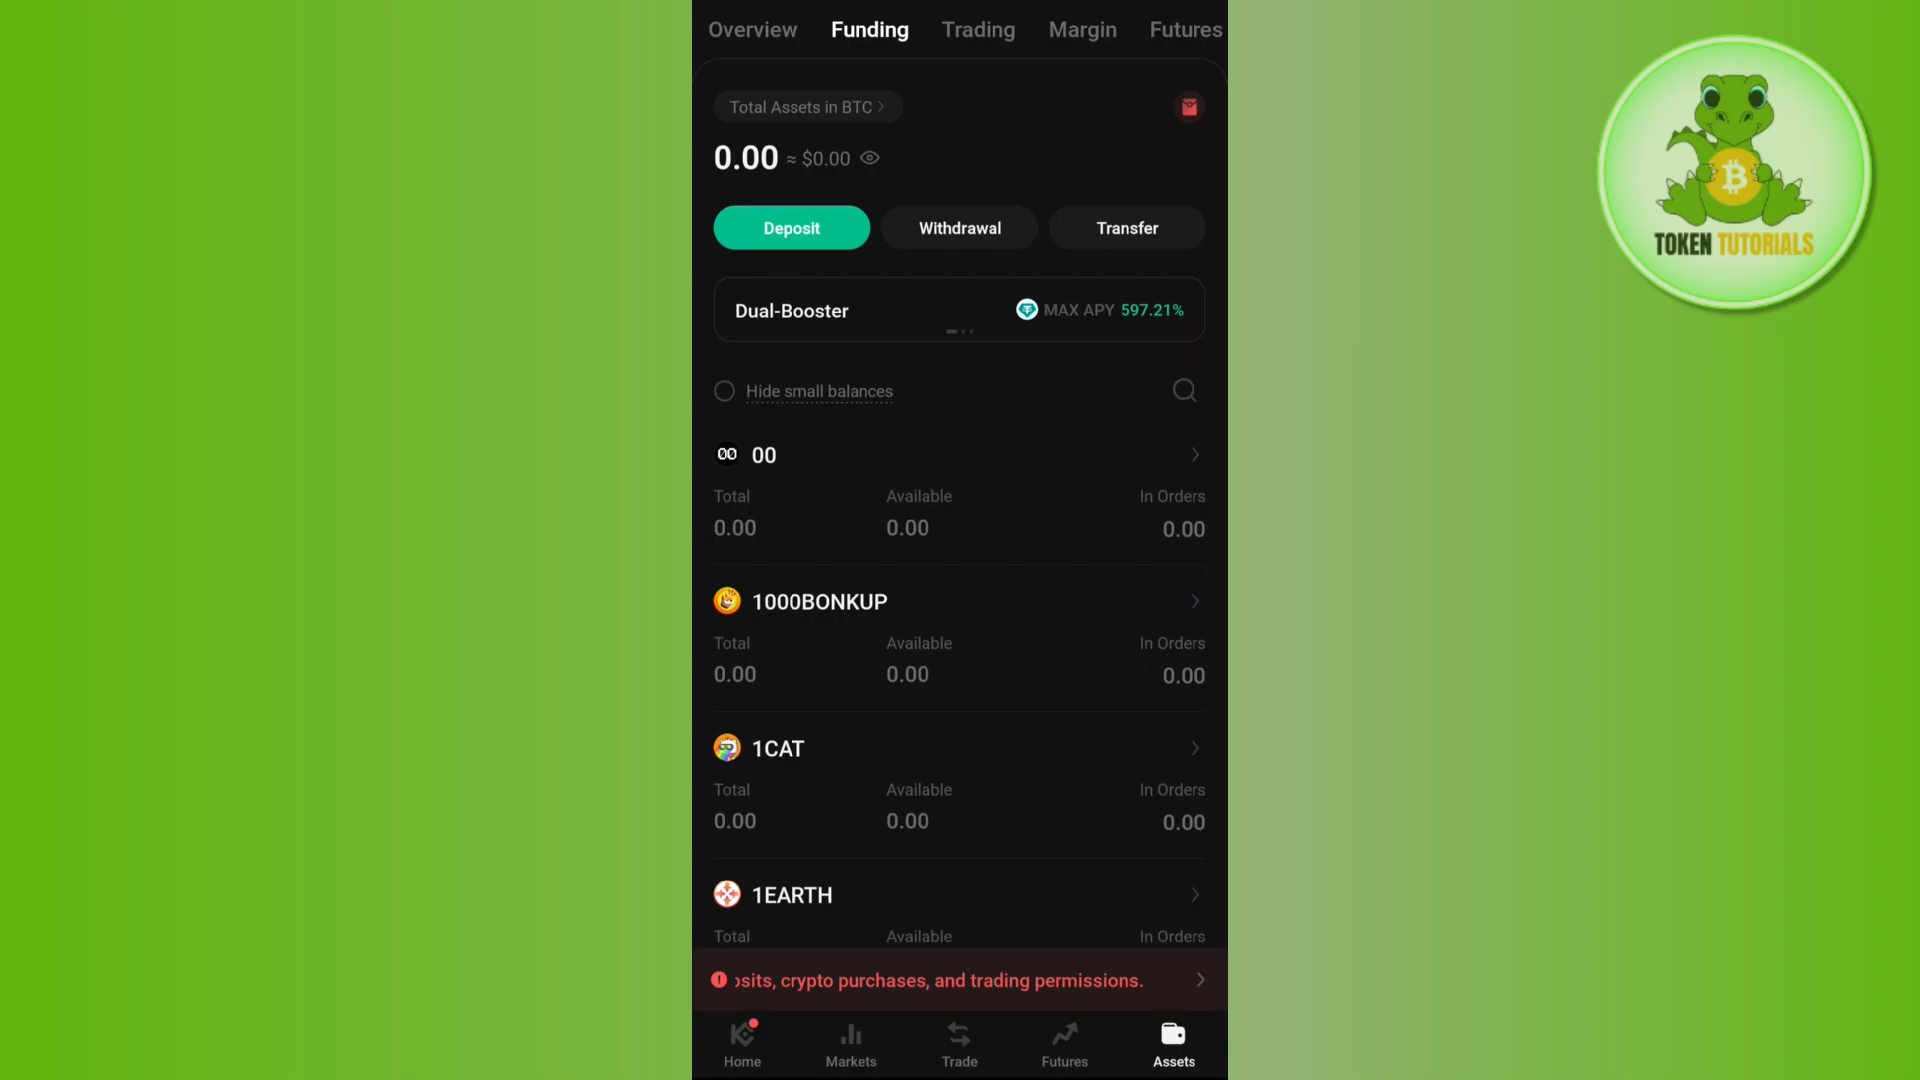 Overview Funding Trading Margin Futures
Total Assets in BTC
0.00 ≈ $0.00
Deposit Withdrawal Transfer
Dual-Booster MAX APY 597.21%
Hide small balances
00 00
Total Available In Orders
0.00 0.00 0.00
1000BONKUP
Total Available In Orders
0.00 0.00 0.00
1CAT
Total Available In Orders
0.00 0.00 0.00
1EARTH
Total Available In Orders
osits, crypto purchases, and trading permissions.
Home Markets Trade Futures Assets
TOKEN TUTORIALS